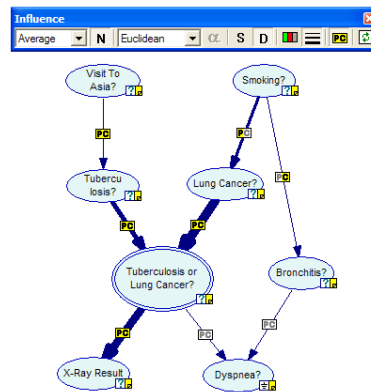 Influence
Average N Euclidean α S D PC
Visit To
Asia?
Smoking?
PC
PC
PC
Tubercu
losis?
Lung Cancer?
PC
PC
Tuberculosis or
Lung Cancer?
Bronchitis?
PC
PC
PC
X-Ray Result
Dyspnea?